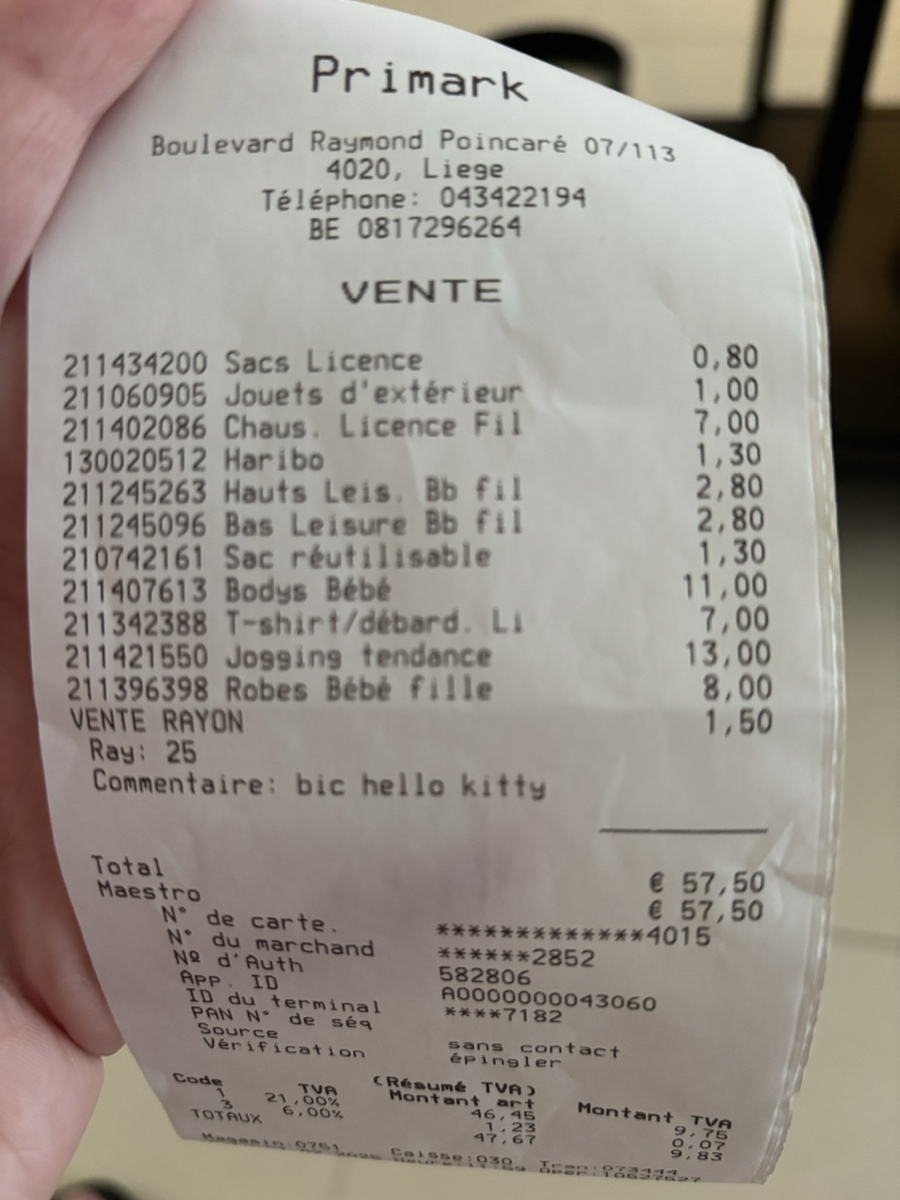 Primark
Boulevard Raymond Poincaré 07/113
4020, Liege
Téléphone: 043422194
BE 0817296264
VENTE
211434200 Sacs Licence 0,80
211060905 Jouets d'extérieur 1,00
211402086 Chaus. Licence Fil 7,00
130020512 Haribo 1,30
211245263 Hauts Leis. Bb fil 2,80
211245096 Bas Leisure Bb fil 2,80
210742161 Sac réutilisable 1,30
211407613 Bodys Bébé 11,00
211342388 T-shirt/débard. Li 7,00
211421550 Jogging tendance 13,00
211396398 Robes Bébé fille 8,00
VENTE RAYON 1,50
Ray: 25
Commentaire: bic hello kitty
Total € 57,50
Maestro € 57,50
N° de carte. *************4015
N° du marchand ******2852
Nº d'Auth 582806
App. ID A0000000043060
ID du terminal ****7182
PAN N° de séq
Source sans contact
Vérification épingler
(Résumé TVA)
Code TVA Montant art Montant TVA
1 21,00% 46,45 9,75
3 6,00% 1,23 0,07
TOTAUX 47,67 9,83
Magasin:0751 Caisse:030 Tran:073444